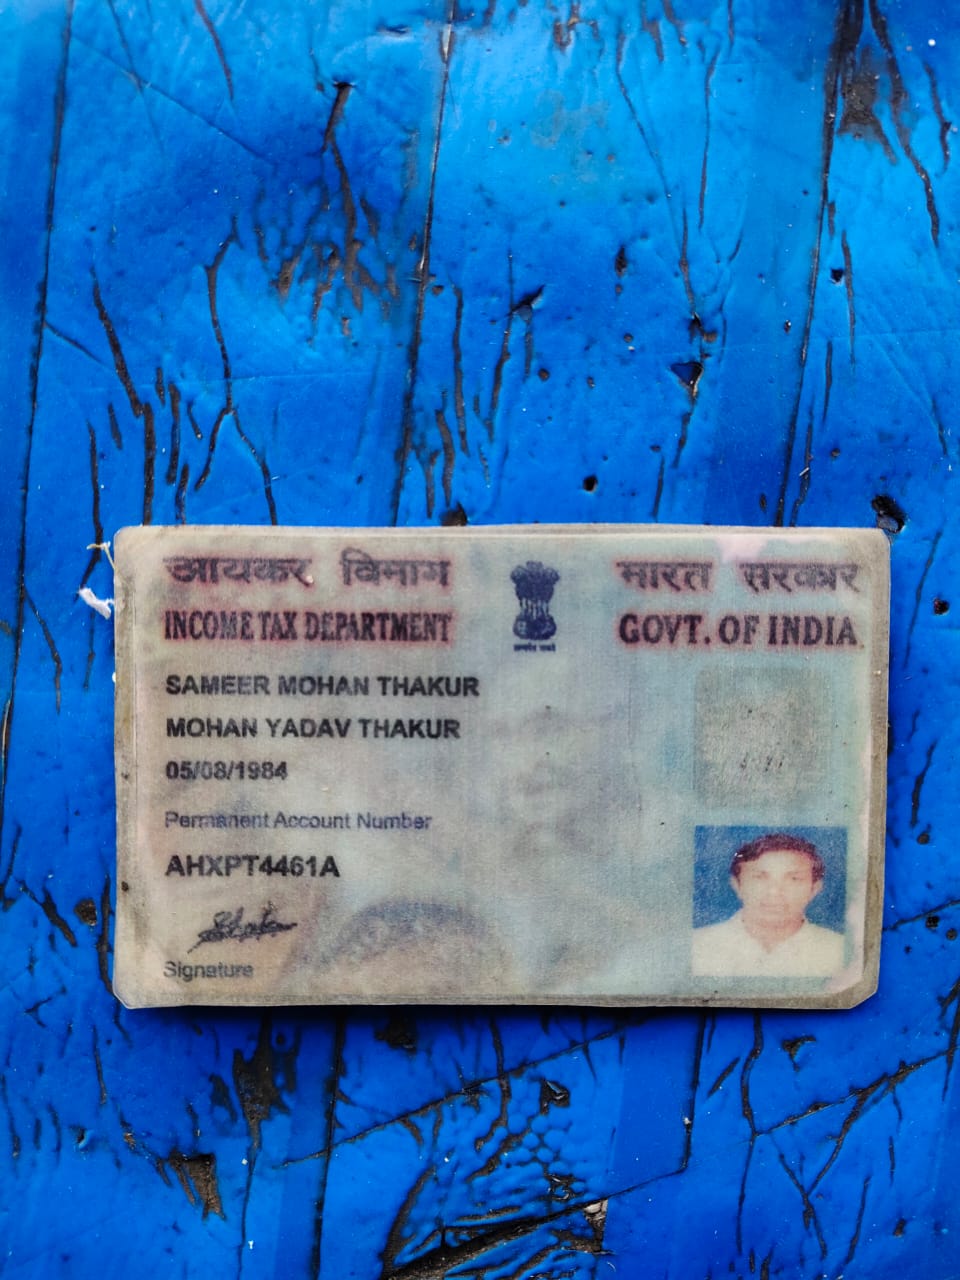 आयकर विभाग
INCOME TAX DEPARTMENT
भारत सरकार
GOVT. OF INDIA
सत्यमेव जयते
SAMEER MOHAN THAKUR
MOHAN YADAV THAKUR
05/08/1984
Permanent Account Number
AHXPT4461A
Signature